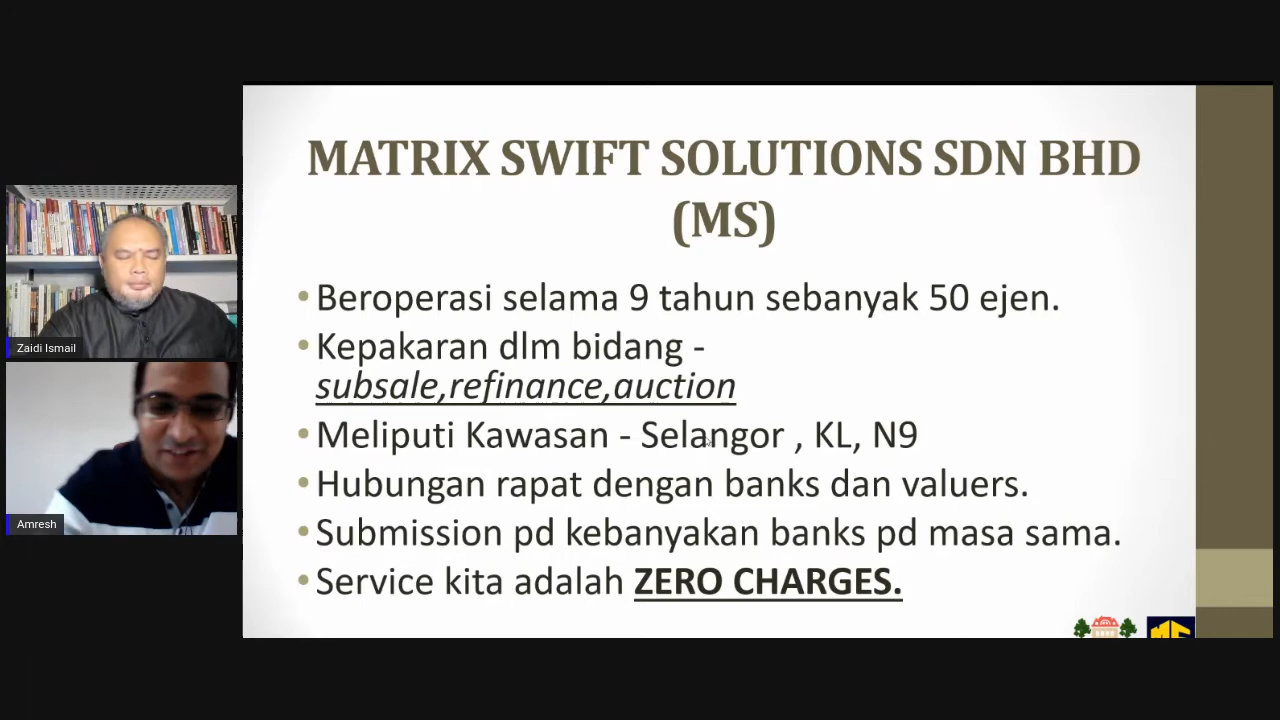 MATRIX SWIFT SOLUTIONS SDN BHD
(MS)
•Beroperasi selama 9 tahun sebanyak 50 ejen.
•Kepakaran dlm bidang -
subsale,refinance,auction
•Meliputi Kawasan - Selangor , KL, N9
•Hubungan rapat dengan banks dan valuers.
•Submission pd kebanyakan banks pd masa sama.
•Service kita adalah ZERO CHARGES.
Zaidi Ismail
Amresh